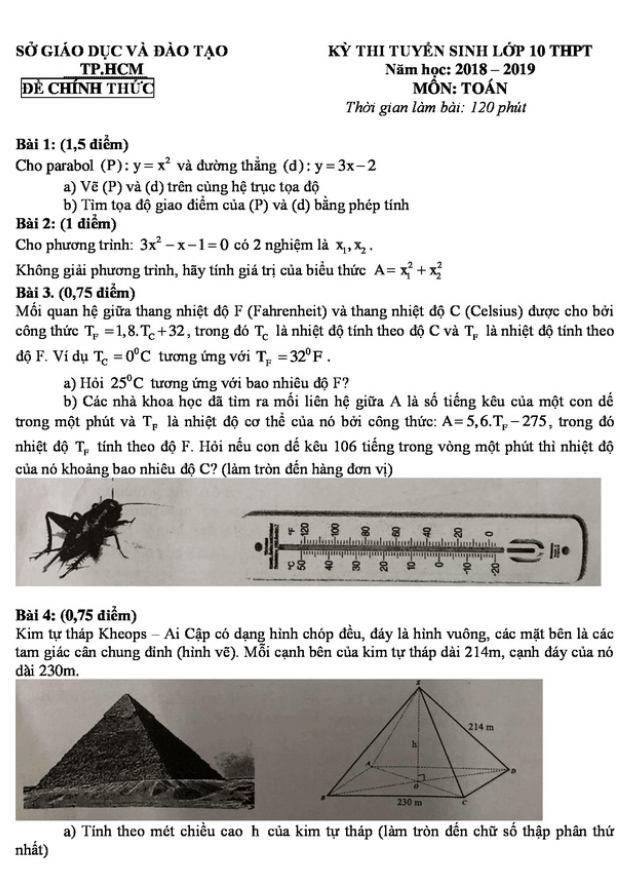 SỞ GIÁO DỤC VÀ ĐÀO TẠO
TP.HCM
ĐỀ CHÍNH THỨC
KỲ THI TUYỂN SINH LỚP 10 THPT
Năm học: 2018 – 2019
MÔN: TOÁN
Thời gian làm bài: 120 phút
Bài 1: (1,5 điểm)
Cho parabol (P): y = x² và đường thẳng (d): y = 3x − 2
a) Vẽ (P) và (d) trên cùng hệ trục tọa độ
b) Tìm tọa độ giao điểm của (P) và (d) bằng phép tính
Bài 2: (1 điểm)
Cho phương trình: 3x² − x − 1 = 0 có 2 nghiệm là x₁, x₂.
Không giải phương trình, hãy tính giá trị của biểu thức A = x₁² + x₂²
Bài 3. (0,75 điểm)
Mối quan hệ giữa thang nhiệt độ F (Fahrenheit) và thang nhiệt độ C (Celsius) được cho bởi
công thức T_F = 1,8.T_C + 32, trong đó T_C là nhiệt độ tính theo độ C và T_F là nhiệt độ tính theo
độ F. Ví dụ T_C = 0⁰C tương ứng với T_F = 32⁰F.
a) Hỏi 25⁰C tương ứng với bao nhiêu độ F?
b) Các nhà khoa học đã tìm ra mối liên hệ giữa A là số tiếng kêu của một con dế
trong một phút và T_F là nhiệt độ cơ thể của nó bởi công thức: A = 5,6.T_F − 275, trong đó
nhiệt độ T_F tính theo độ F. Hỏi nếu con dế kêu 106 tiếng trong vòng một phút thì nhiệt độ
của nó khoảng bao nhiêu độ C? (làm tròn đến hàng đơn vị)
°F 120 100 80 60 40 20 0
°C 50 40 30 20 10 0 -10 -20
Bài 4: (0,75 điểm)
Kim tự tháp Kheops – Ai Cập có dạng hình chóp đều, đáy là hình vuông, các mặt bên là các
tam giác cân chung đỉnh (hình vẽ). Mỗi cạnh bên của kim tự tháp dài 214m, cạnh đáy của nó
dài 230m.
214 m
h
A
D
O
B
230 m
C
a) Tính theo mét chiều cao h của kim tự tháp (làm tròn đến chữ số thập phân thứ
nhất)